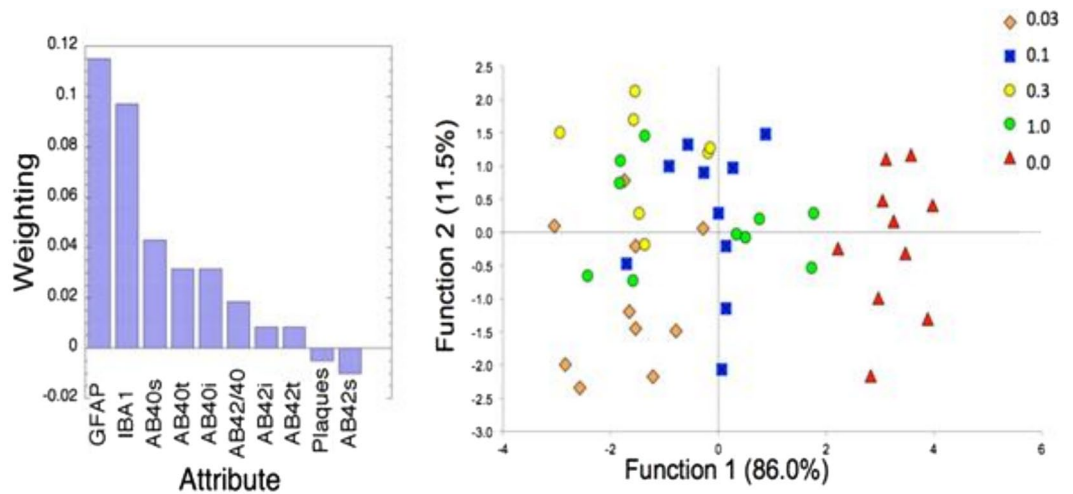 0.12
0.1
0.08
0.06
0.04
0.02
0
-0.02
Weighting
GFAP
IBA1
AB40s
AB40t
AB40i
AB42/40
AB42i
AB42t
Plaques
AB42s
Attribute
2.5
2.0
1.5
1.0
0.5
0.0
-0.5
-1.0
-1.5
-2.0
-2.5
-3.0
Function 2 (11.5%)
-4
-2
0
2
4
6
Function 1 (86.0%)
0.03
0.1
0.3
1.0
0.0